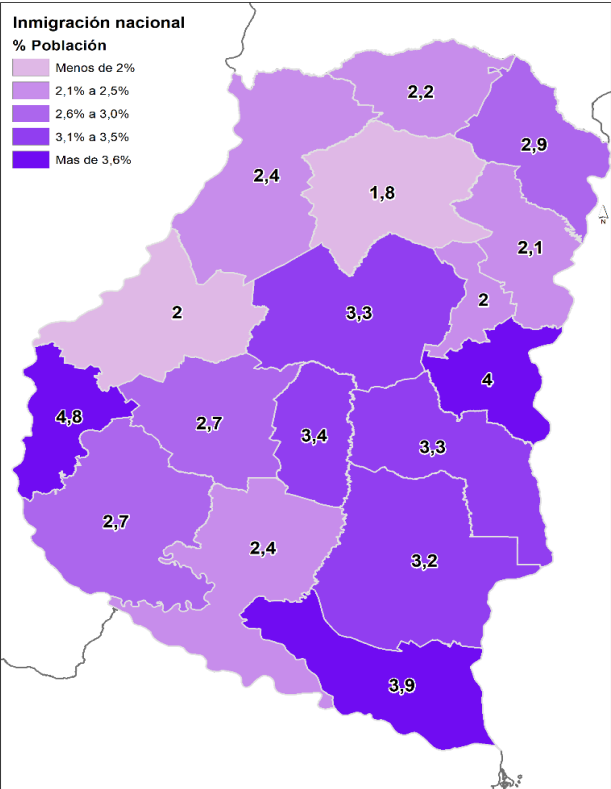 Inmigración nacional
% Población
Menos de 2%
2,1% a 2,5%
2,6% a 3,0%
3,1% a 3,5%
Mas de 3,6%
2,2
2,9
2,4
1,8
N
2,1
2
3,3
2
4
4,8
2,7
3,4
3,3
2,7
2,4
3,2
3,9